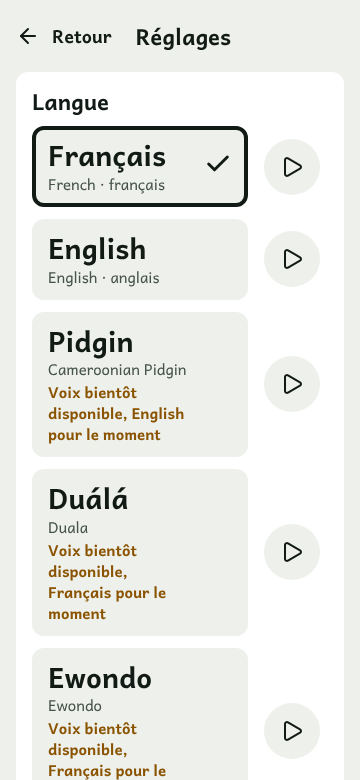 Retour
Réglages
Langue
Français
French · français
English
English · anglais
Pidgin
Cameroonian Pidgin
Voix bientôt
disponible, English
pour le moment
Duálá
Duala
Voix bientôt
disponible,
Français pour le
moment
Ewondo
Ewondo
Voix bientôt
disponible,
Français pour le